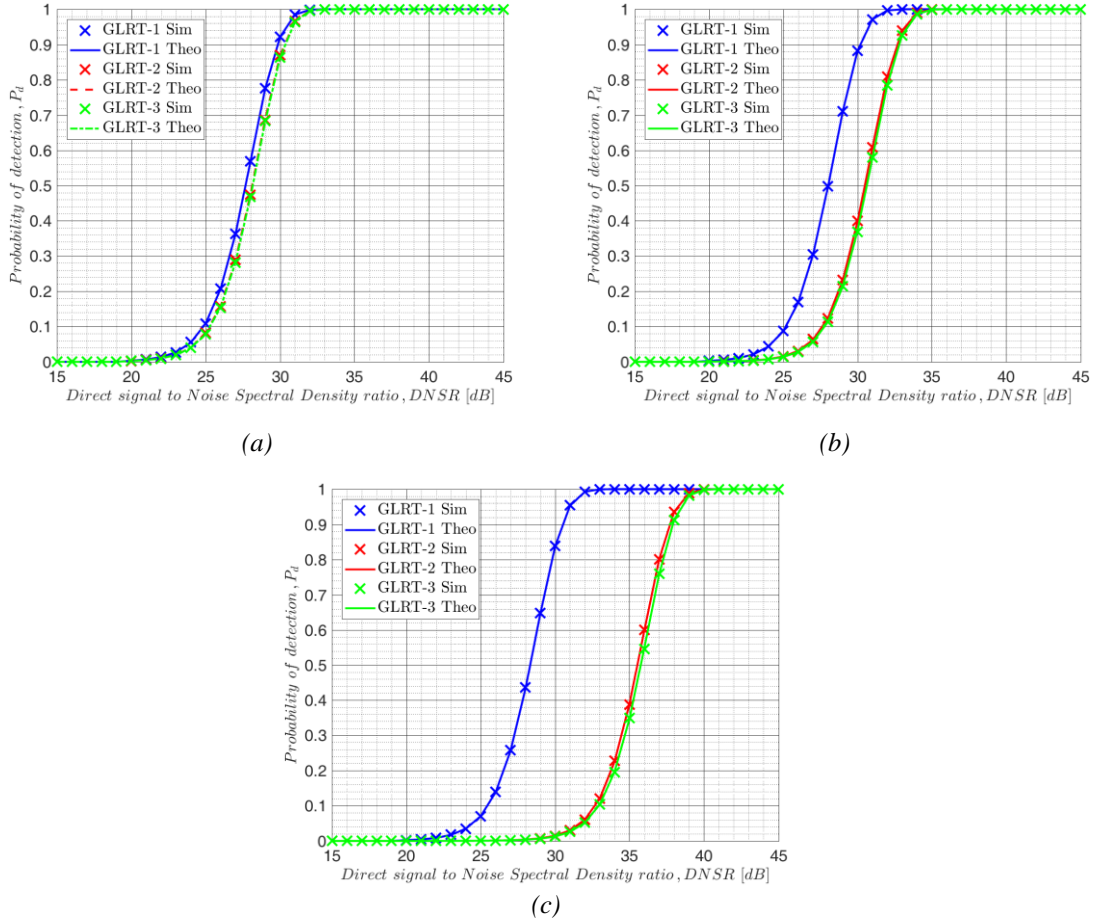 1
0.9
0.8
0.7
0.6
0.5
0.4
0.3
0.2
0.1
0
Probability of detection, P_d
GLRT-1 Sim
GLRT-1 Theo
GLRT-2 Sim
GLRT-2 Theo
GLRT-3 Sim
GLRT-3 Theo
15 20 25 30 35 40 45
Direct signal to Noise Spectral Density ratio, DNSR [dB]
(a)
1
0.9
0.8
0.7
0.6
0.5
0.4
0.3
0.2
0.1
0
Probability of detection, P_d
GLRT-1 Sim
GLRT-1 Theo
GLRT-2 Sim
GLRT-2 Theo
GLRT-3 Sim
GLRT-3 Theo
15 20 25 30 35 40 45
Direct signal to Noise Spectral Density ratio, DNSR [dB]
(b)
1
0.9
0.8
0.7
0.6
0.5
0.4
0.3
0.2
0.1
0
Probability of detection, P_d
GLRT-1 Sim
GLRT-1 Theo
GLRT-2 Sim
GLRT-2 Theo
GLRT-3 Sim
GLRT-3 Theo
15 20 25 30 35 40 45
Direct signal to Noise Spectral Density ratio, DNSR [dB]
(c)